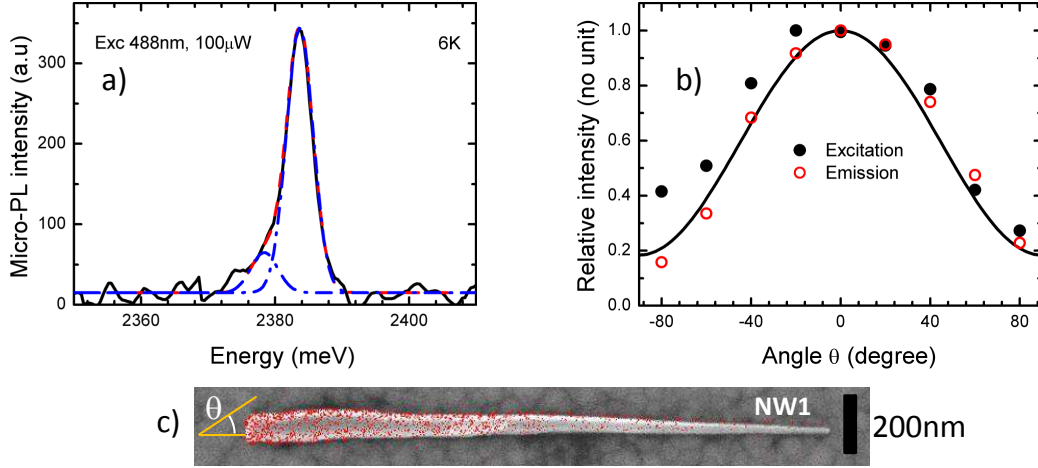 Exc 488nm, 100μW 6K
a)
Micro-PL intensity (a.u)
300
200
100
0
2360 2380 2400
Energy (meV)
b)
Relative intensity (no unit)
1.0
0.8
0.6
0.4
0.2
0.0
Excitation
Emission
-80 -40 0 40 80
Angle θ (degree)
c)
θ
NW1
200nm